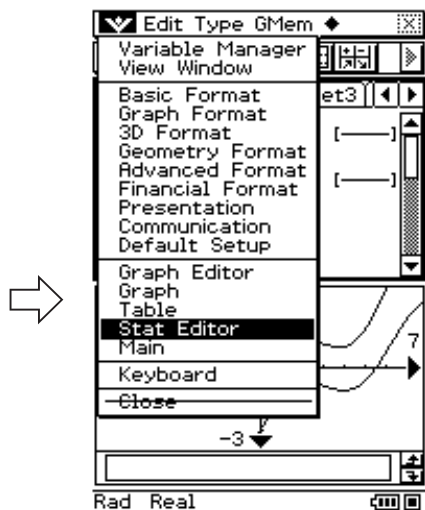 Edit Type GMem
Variable Manager
View Window
Basic Format
Graph Format
3D Format
Geometry Format
Advanced Format
Financial Format
Presentation
Communication
Default Setup
Graph Editor
Graph
Table
Stat Editor
Main
Keyboard
Close
et3
7
y
-3
Rad Real